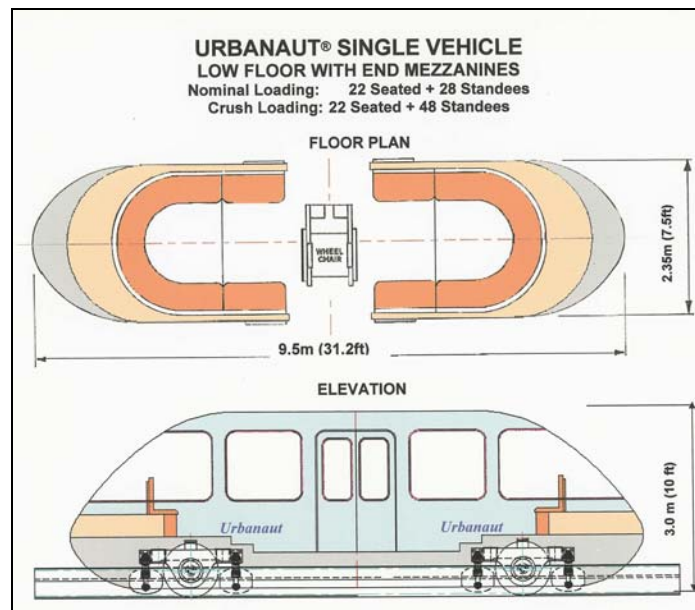 URBANAUT® SINGLE VEHICLE
LOW FLOOR WITH END MEZZANINES
Nominal Loading: 22 Seated + 28 Standees
Crush Loading: 22 Seated + 48 Standees
FLOOR PLAN
WHEEL
CHAIR
2.35m (7.5ft)
9.5m (31.2ft)
ELEVATION
3.0 m (10 ft)
Urbanaut
Urbanaut